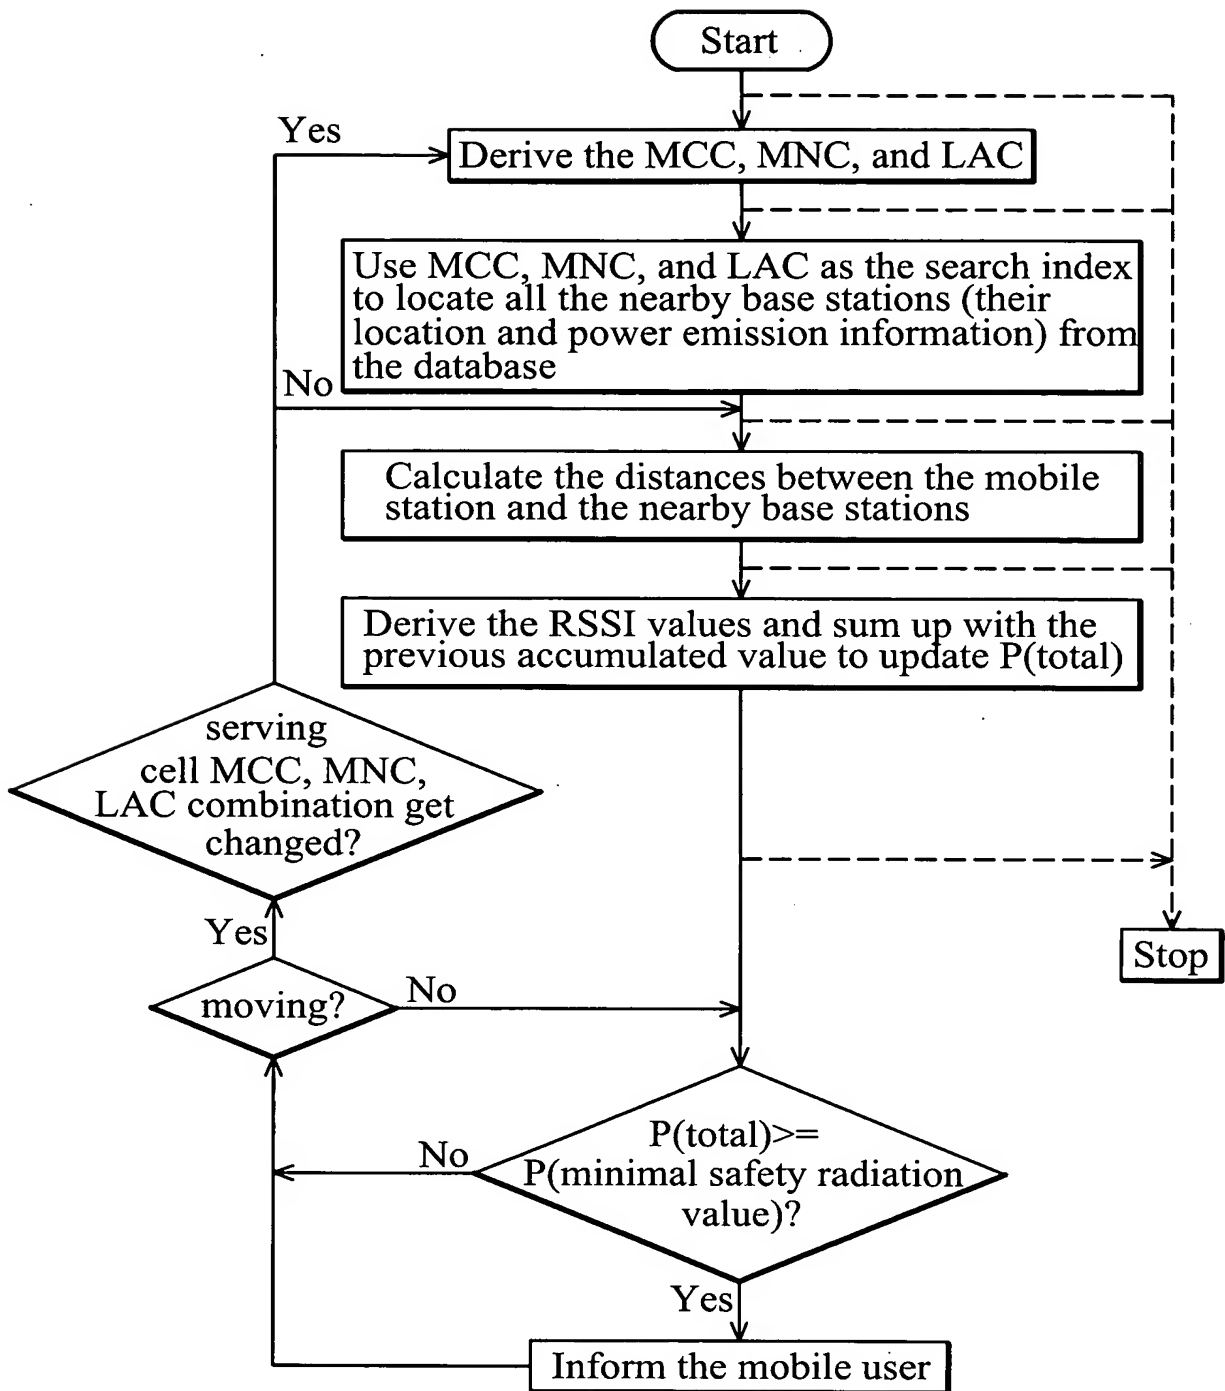 Start
Yes
Derive the MCC, MNC, and LAC
Use MCC, MNC, and LAC as the search index
to locate all the nearby base stations (their
location and power emission information) from
the database
No
Calculate the distances between the mobile
station and the nearby base stations
Derive the RSSI values and sum up with the
previous accumulated value to update P(total)
serving
cell MCC, MNC,
LAC combination get
changed?
Yes
Stop
moving?
No
P(total)>=
P(minimal safety radiation
value)?
No
Yes
Inform the mobile user